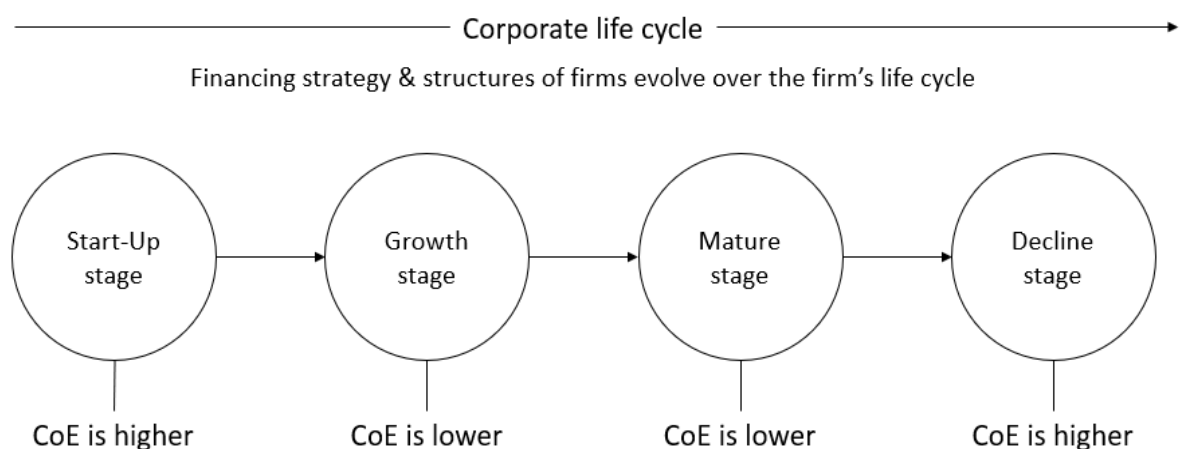 Corporate life cycle
Financing strategy & structures of firms evolve over the firm's life cycle
Start-Up
stage
Growth
stage
Mature
stage
Decline
stage
CoE is higher
CoE is lower
CoE is lower
CoE is higher